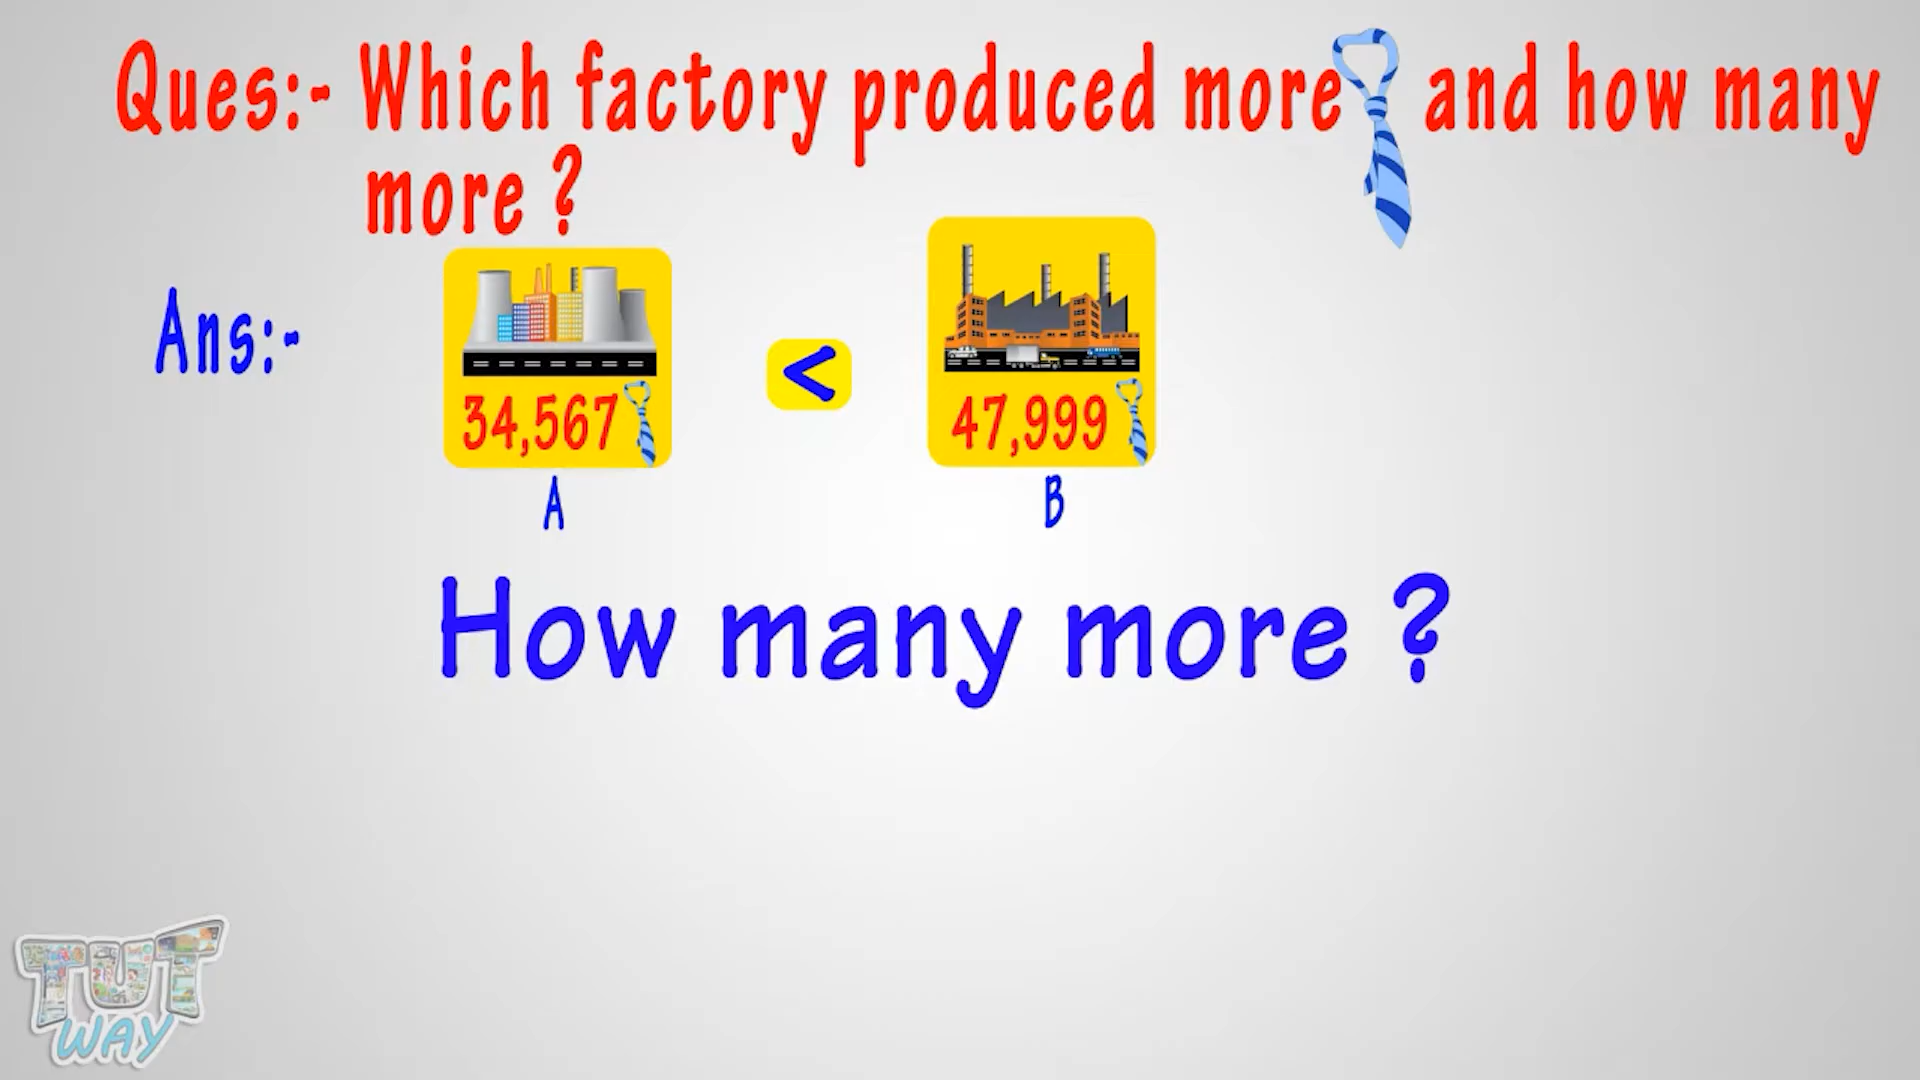 Ques:- Which factory produced more and how many
more ?
Ans:-
34,567
<
47,999
A
B
How many more ?
TUT
WAY